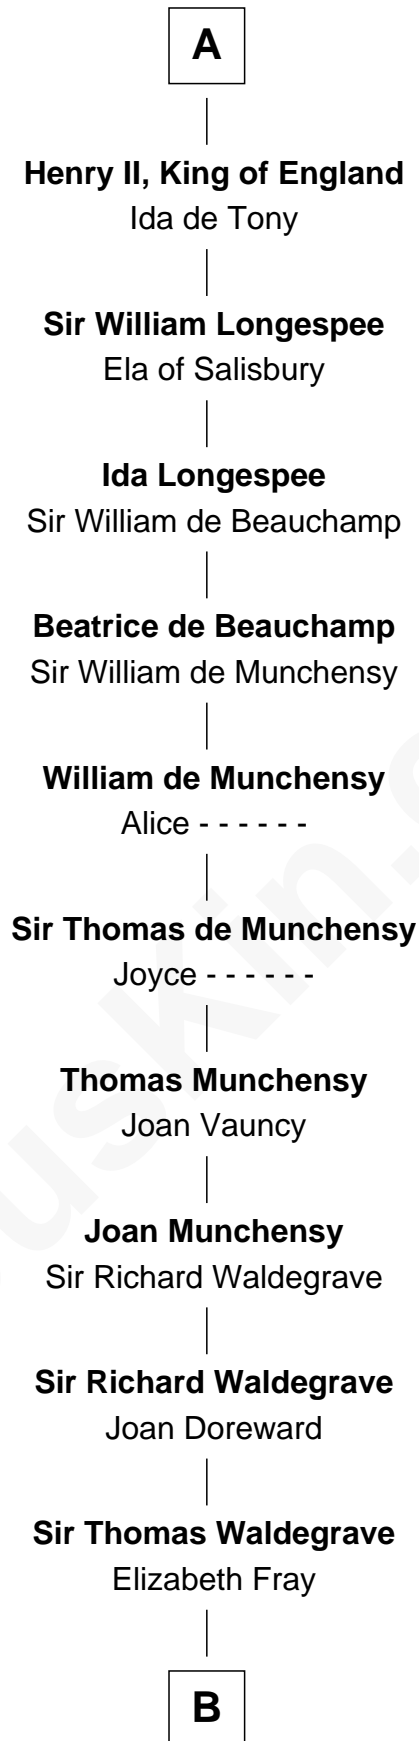 A
Henry II, King of England
Ida de Tony
Sir William Longespee
Ela of Salisbury
Ida Longespee
Sir William de Beauchamp
Beatrice de Beauchamp
Sir William de Munchensy
William de Munchensy
Alice - - - - - -
Sir Thomas de Munchensy
Joyce - - - - - -
Thomas Munchensy
Joan Vauncy
Joan Munchensy
Sir Richard Waldegrave
Sir Richard Waldegrave
Joan Doreward
Sir Thomas Waldegrave
Elizabeth Fray
B